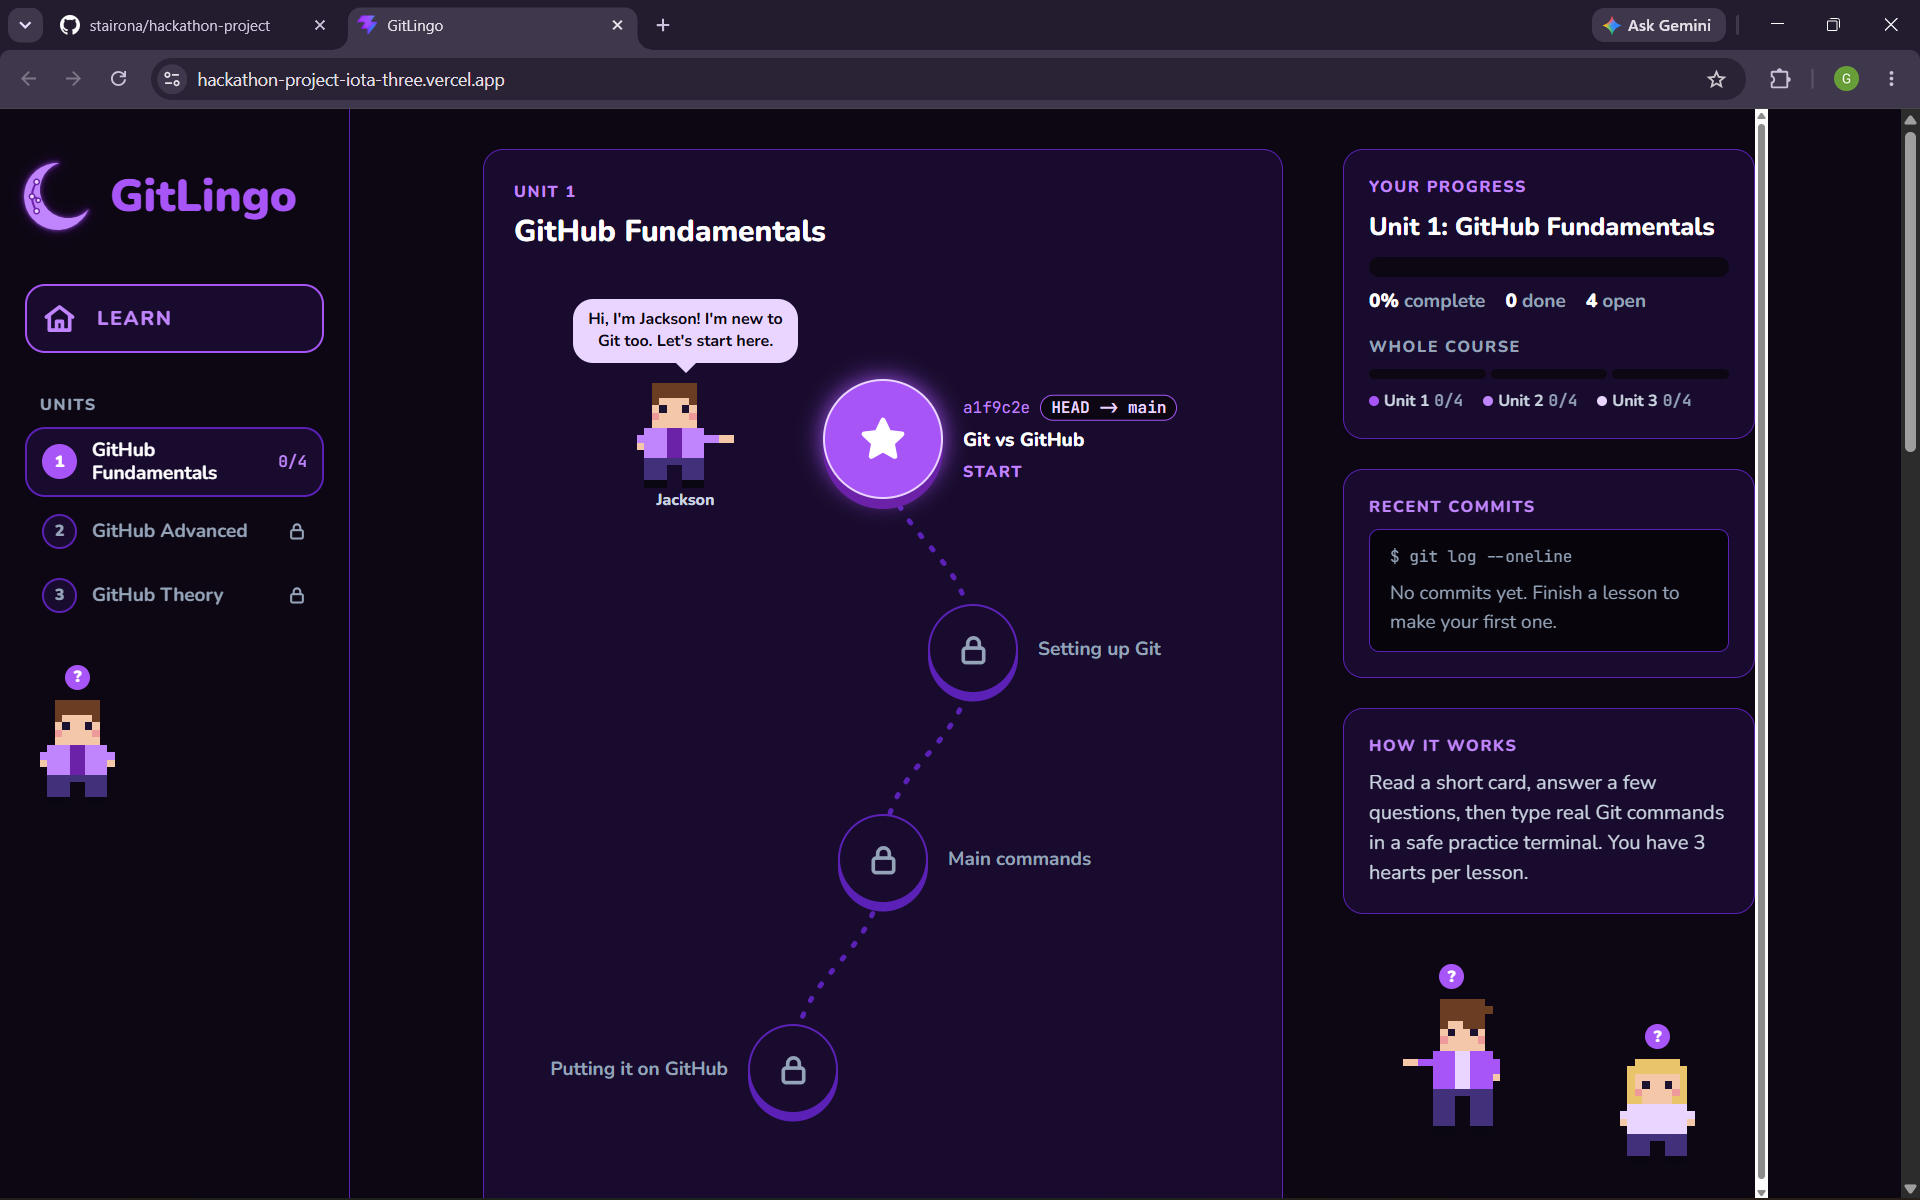 stairona/hackathon-project
GitLingo
Ask Gemini
hackathon-project-iota-three.vercel.app
G
GitLingo
LEARN
UNITS
1
GitHub
Fundamentals
0/4
2
GitHub Advanced
3
GitHub Theory
?
UNIT 1
GitHub Fundamentals
Hi, I'm Jackson! I'm new to
Git too. Let's start here.
Jackson
a1f9c2e HEAD → main
Git vs GitHub
START
Setting up Git
Main commands
Putting it on GitHub
YOUR PROGRESS
Unit 1: GitHub Fundamentals
0% complete 0 done 4 open
WHOLE COURSE
Unit 1 0/4 Unit 2 0/4 Unit 3 0/4
RECENT COMMITS
$ git log --oneline
No commits yet. Finish a lesson to
make your first one.
HOW IT WORKS
Read a short card, answer a few
questions, then type real Git commands
in a safe practice terminal. You have 3
hearts per lesson.
?
?